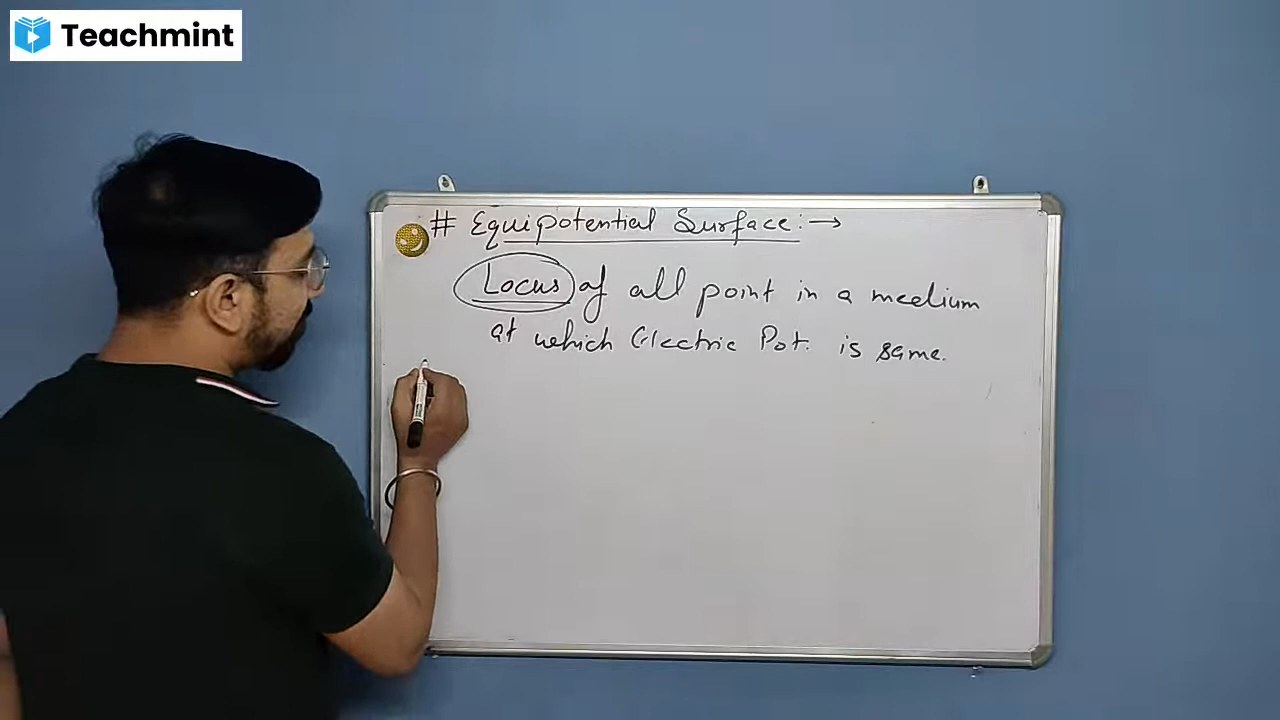 Teachmint
# Equipotential Surface:→
Locus of all point in a medium
at which Electric Pot. is same.